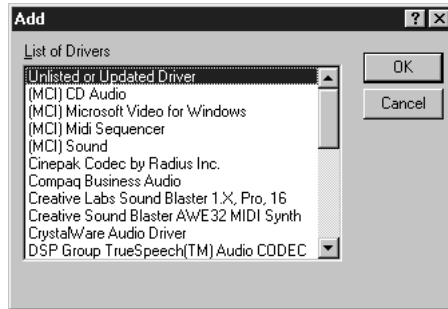 Add
List of Drivers
OK
Cancel
Unlisted or Updated Driver
(MCI) CD Audio
(MCI) Microsoft Video for Windows
(MCI) Midi Sequencer
(MCI) Sound
Cinepak Codec by Radius Inc.
Compaq Business Audio
Creative Labs Sound Blaster 1.X, Pro, 16
Creative Sound Blaster AWE32 MIDI Synth
CrystalWare Audio Driver
DSP Group TrueSpeech(TM) Audio CODEC